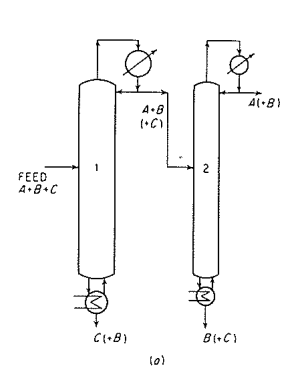 A+B
(+C)
A(+B)
1
2
FEED
A+B+C
C(+B)
B(+C)
(a)